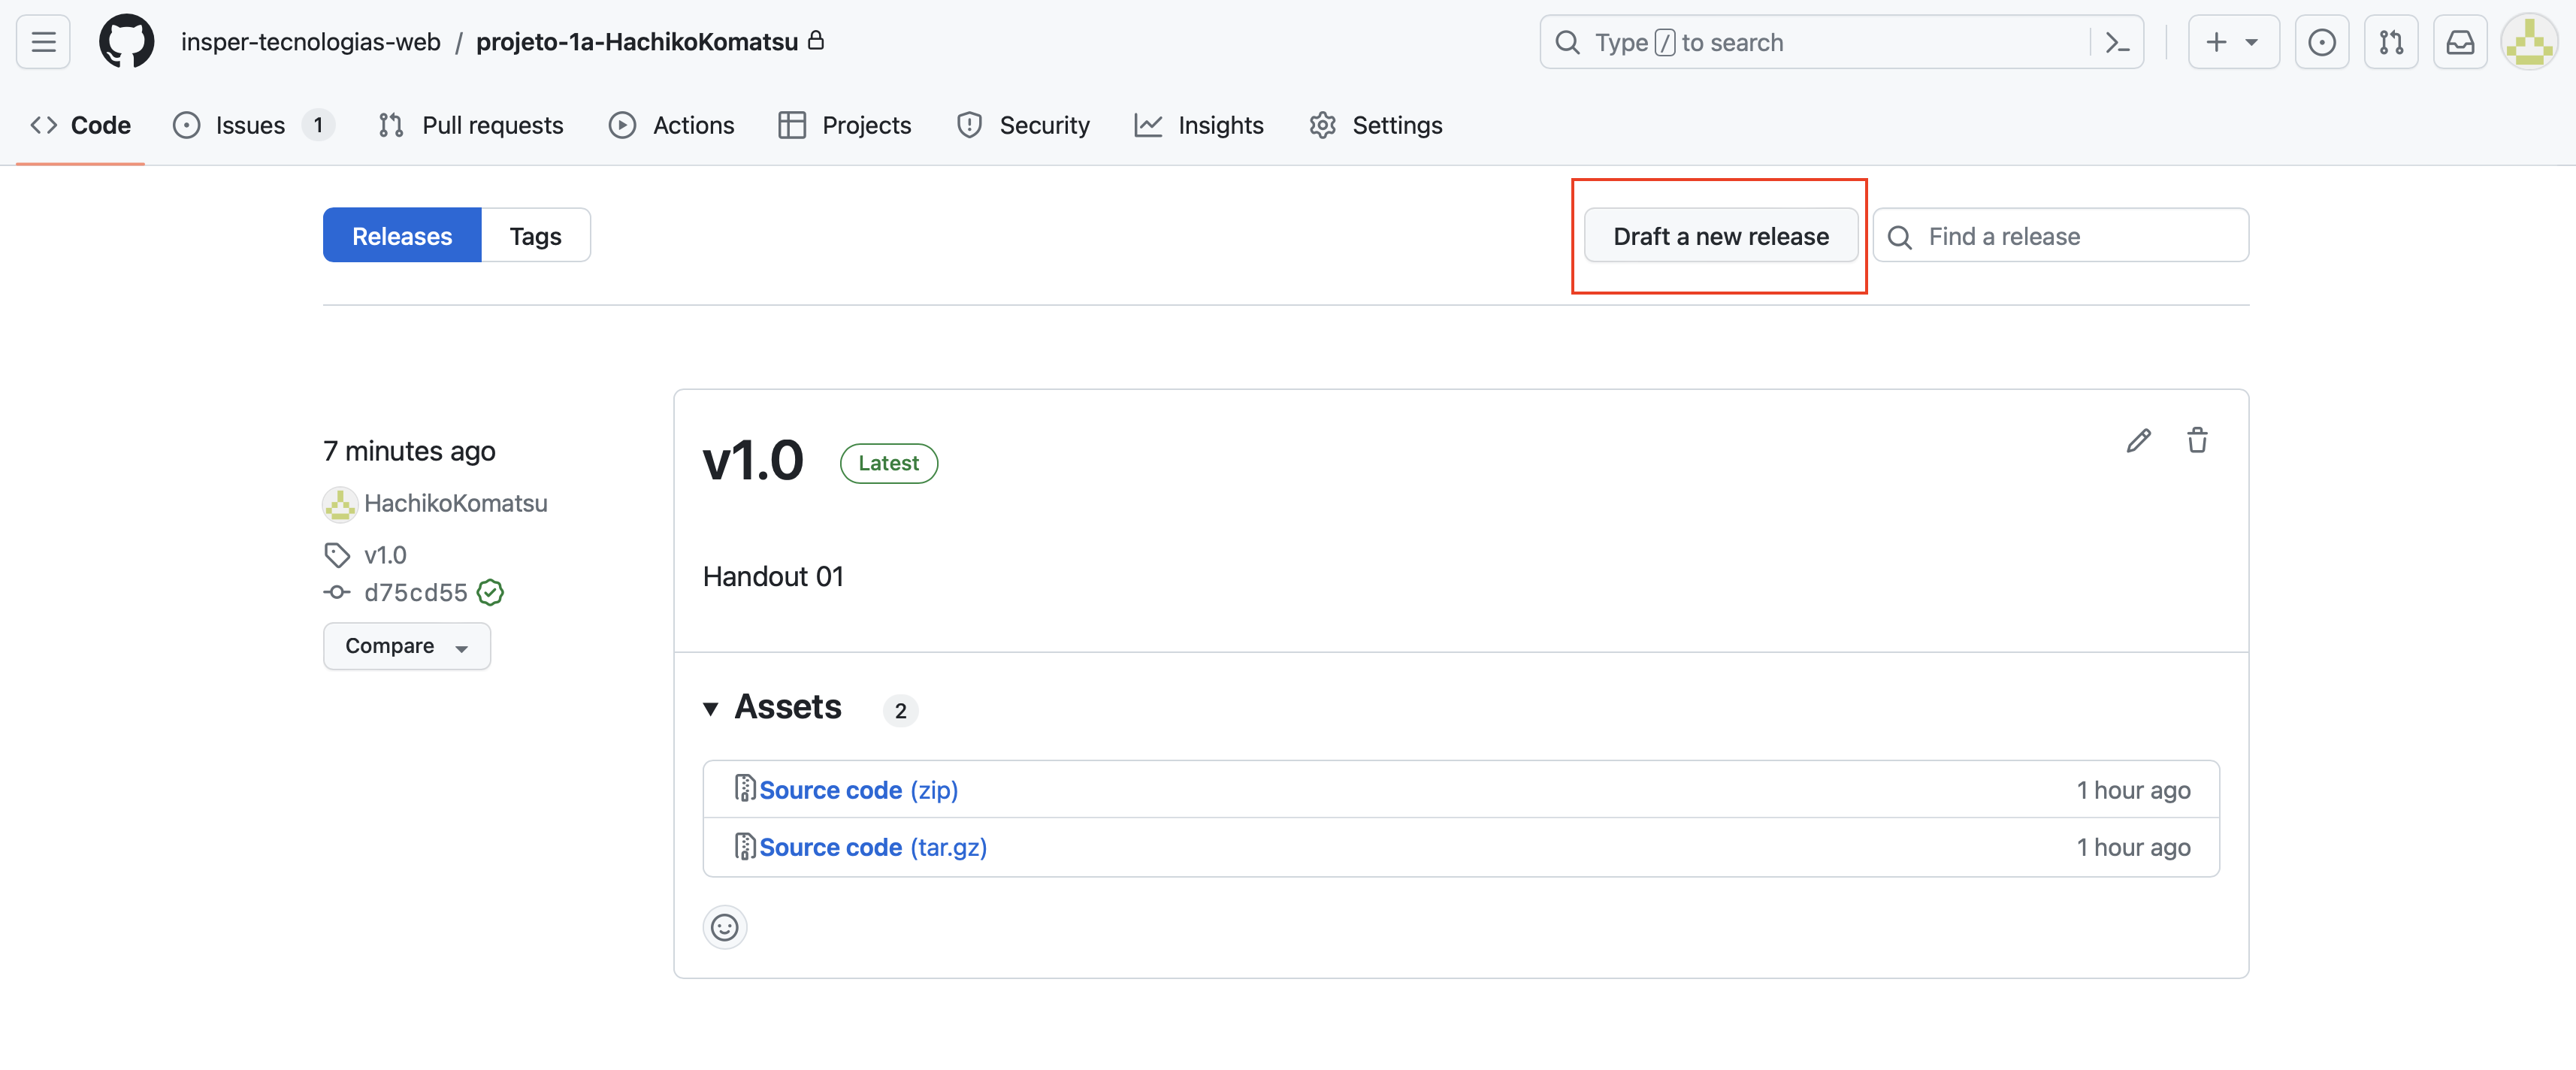 insper-tecnologias-web / projeto-1a-HachikoKomatsu
Type / to search
Code Issues 1 Pull requests Actions Projects Security Insights Settings
Releases Tags Draft a new release Find a release
7 minutes ago
HachikoKomatsu
v1.0
d75cd55
Compare
v1.0 Latest
Handout 01
Assets 2
Source code (zip) 1 hour ago
Source code (tar.gz) 1 hour ago